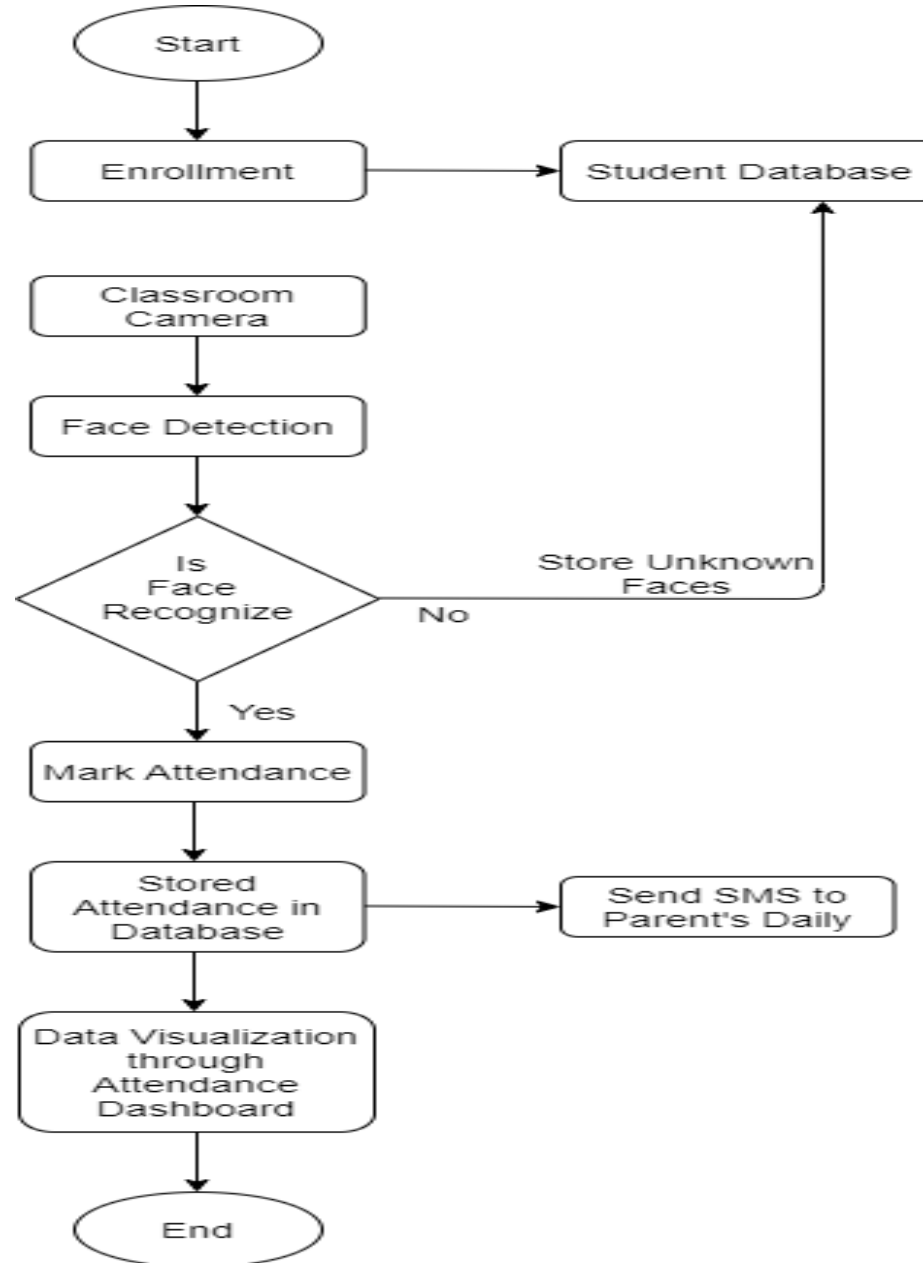 Start
Enrollment
Student Database
Classroom
Camera
Face Detection
Is
Face
Recognize
Store Unknown
Faces
No
Yes
Mark Attendance
Stored
Attendance in
Database
Send SMS to
Parent's Daily
Data Visualization
through
Attendance
Dashboard
End